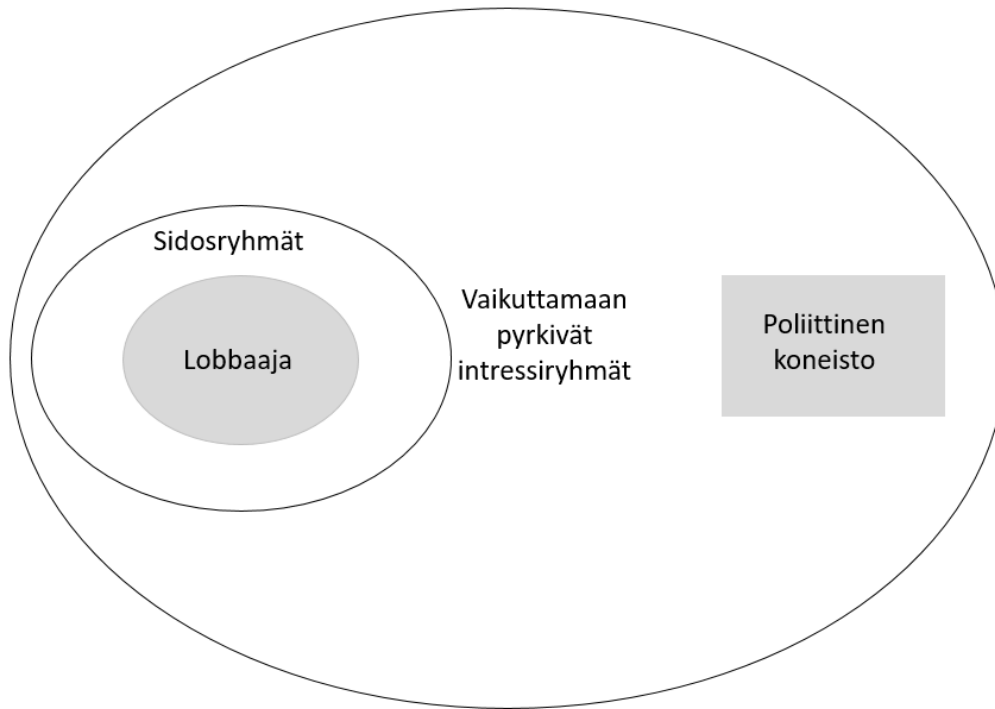 Sidosryhmät
Lobbaaja
Vaikuttamaan
pyrkivät
intressiryhmät
Poliittinen
koneisto